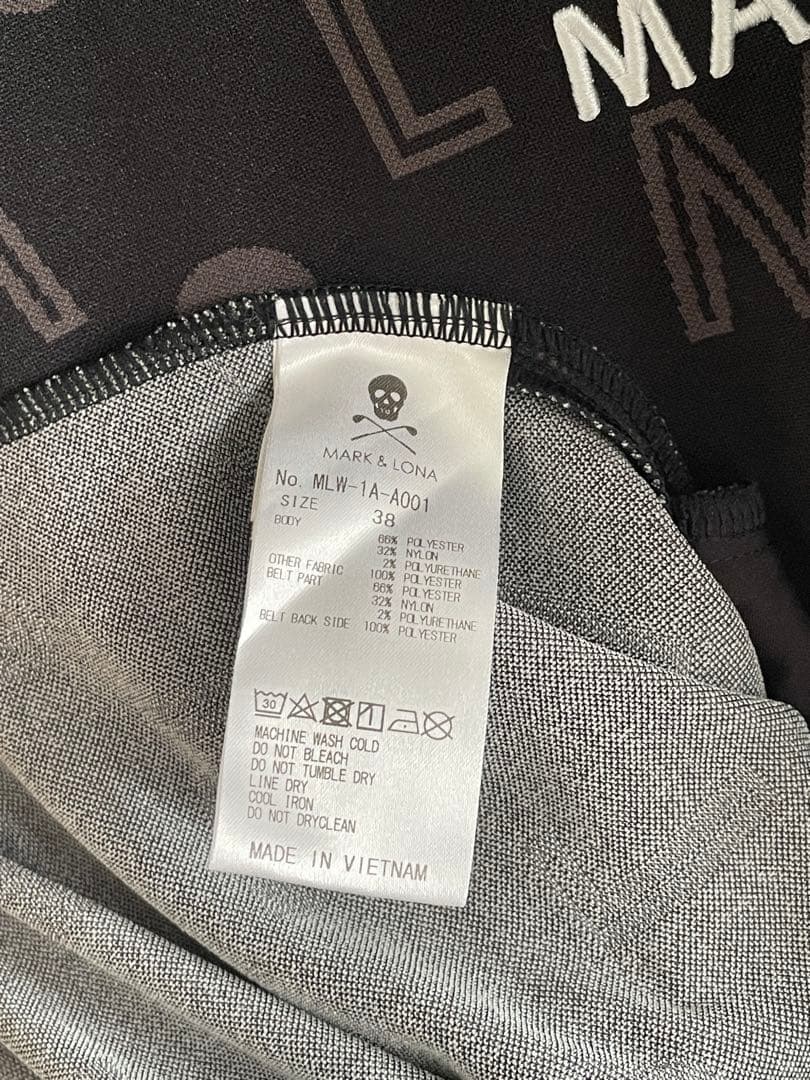 MA
L
N
MARK & LONA
No. MLW-1A-A001
SIZE 38
BODY 66% POLYESTER
32% NYLON
2% POLYURETHANE
OTHER FABRIC 100% POLYESTER
BELT PART 66% POLYESTER
32% NYLON
2% POLYURETHANE
BELT BACK SIDE 100% POLYESTER
30
MACHINE WASH COLD
DO NOT BLEACH
DO NOT TUMBLE DRY
LINE DRY
COOL IRON
DO NOT DRYCLEAN
MADE IN VIETNAM